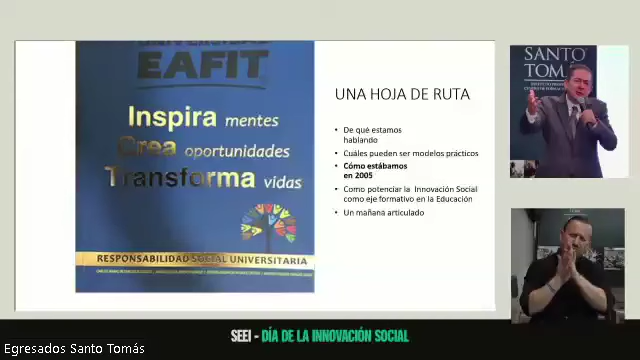 UNIVERSIDAD
EAFIT
Inspira mentes
Crea oportunidades
Transforma vidas
RESPONSABILIDAD SOCIAL UNIVERSITARIA
UNA HOJA DE RUTA
• De qué estamos
hablando
• Cuáles pueden ser modelos prácticos
• Cómo estábamos
en 2005
• Como potenciar la Innovación Social
como eje formativo en la Educación
• Un mañana articulado
SANTO
TOM
SEEI - DÍA DE LA INNOVACIÓN SOCIAL
Egresados Santo Tomás